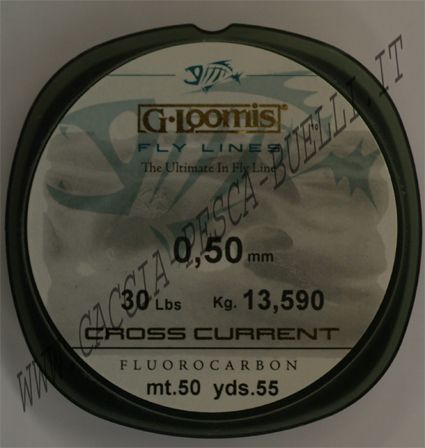 G·Loomis®
FLY LINES
The Ultimate In Fly Line
0,50 mm
30 Lbs Kg. 13,590
CROSS CURRENT
FLUOROCARBON
mt.50 yds.55
WWW.CACCIA-PESCA-BUELLI.IT